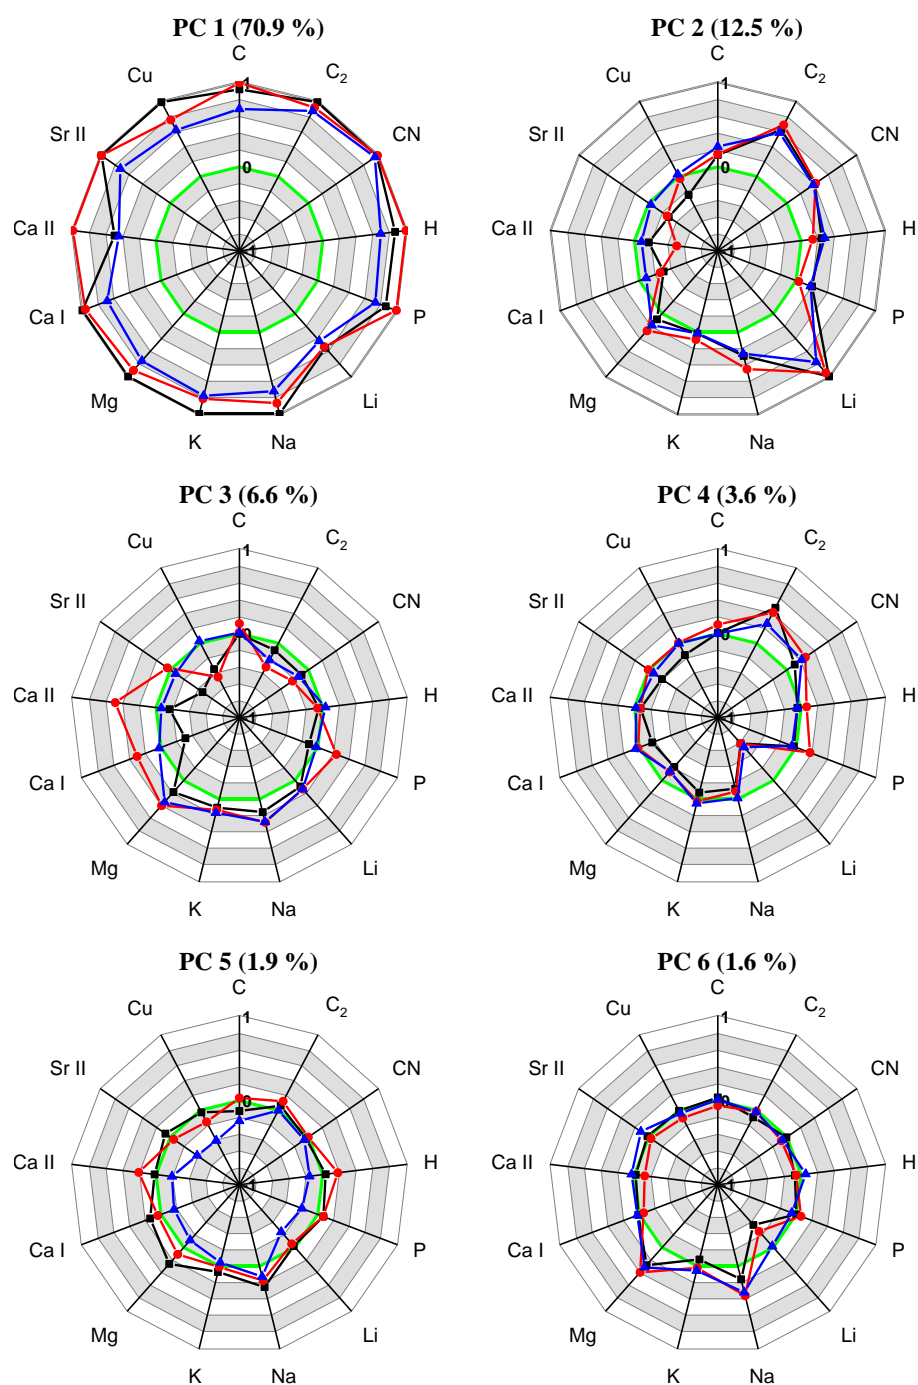 PC 1 (70.9 %)
C
C2
CN
H
P
Li
Na
K
Mg
Ca I
Ca II
Sr II
Cu
1
0
-1
PC 2 (12.5 %)
C
C2
CN
H
P
Li
Na
K
Mg
Ca I
Ca II
Sr II
Cu
1
0
-1
PC 3 (6.6 %)
C
C2
CN
H
P
Li
Na
K
Mg
Ca I
Ca II
Sr II
Cu
1
0
-1
PC 4 (3.6 %)
C
C2
CN
H
P
Li
Na
K
Mg
Ca I
Ca II
Sr II
Cu
1
0
-1
PC 5 (1.9 %)
C
C2
CN
H
P
Li
Na
K
Mg
Ca I
Ca II
Sr II
Cu
1
0
-1
PC 6 (1.6 %)
C
C2
CN
H
P
Li
Na
K
Mg
Ca I
Ca II
Sr II
Cu
1
0
-1